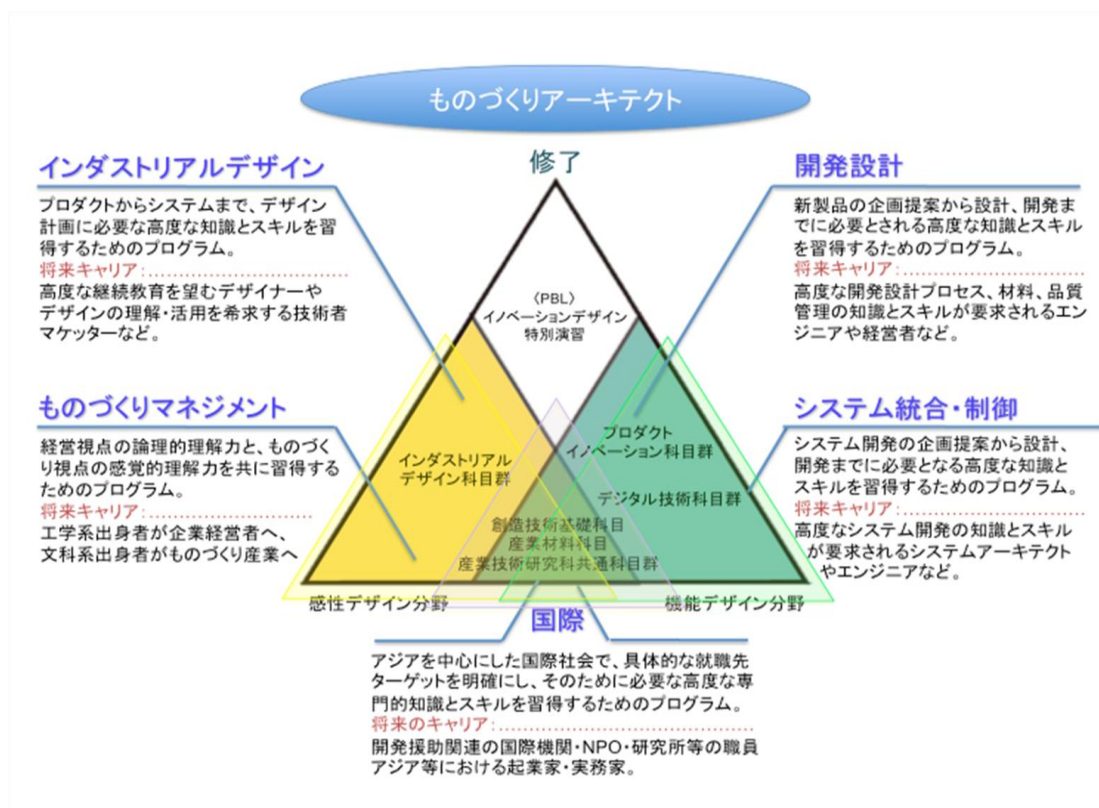 ものづくりアーキテクト
修了
インダストリアルデザイン
プロダクトからシステムまで、デザイン
計画に必要な高度な知識とスキルを習
得するためのプログラム。
将来キャリア:..................................
高度な継続教育を望むデザイナーや
デザインの理解・活用を希求する技術者
マケッターなど。
開発設計
新製品の企画提案から設計、開発ま
でに必要とされる高度な知識とスキル
を習得するためのプログラム。
将来キャリア:..................................
高度な開発設計プロセス、材料、品質
管理の知識とスキルが要求されるエン
ジニアや経営者など。
〈PBL〉
イノベーションデザイン
特別演習
ものづくりマネジメント
経営視点の論理的理解力と、ものづく
り視点の感覚的理解力を共に習得する
ためのプログラム。
将来キャリア:..................................
工学系出身者が企業経営者へ、
文科系出身者がものづくり産業へ
システム統合・制御
システム開発の企画提案から設計、
開発までに必要となる高度な知識と
スキルを習得するためのプログラム。
将来キャリア:..................................
高度なシステム開発の知識とスキル
が要求されるシステムアーキテクト
やエンジニアなど。
インダストリアル
デザイン科目群
プロダクト
イノベーション科目群
デジタル技術科目群
創造技術基礎科目
産業材料科目
産業技術研究科共通科目群
感性デザイン分野
機能デザイン分野
国際
アジアを中心にした国際社会で、具体的な就職先
ターゲットを明確にし、そのために必要な高度な専
門的知識とスキルを習得するためのプログラム。
将来のキャリア:...........................................
開発援助関連の国際機関・NPO・研究所等の職員
アジア等における起業家・実務家。